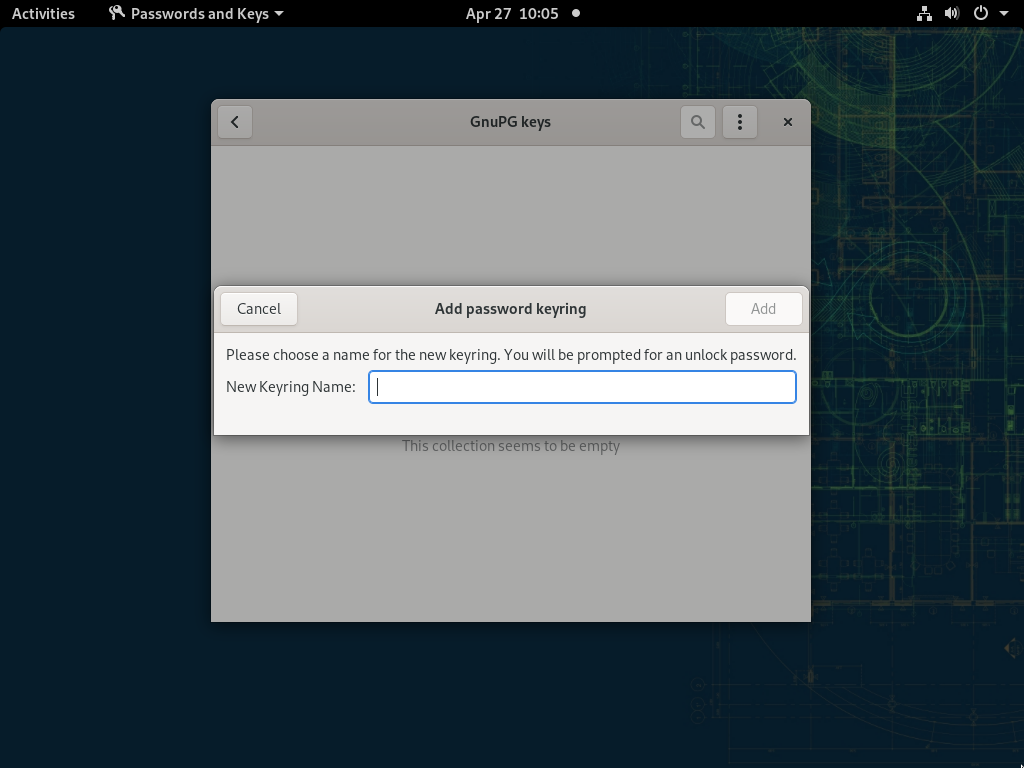 Activities Passwords and Keys Apr 27 10:05
GnuPG keys
Cancel Add password keyring Add
Please choose a name for the new keyring. You will be prompted for an unlock password.
New Keyring Name:
This collection seems to be empty